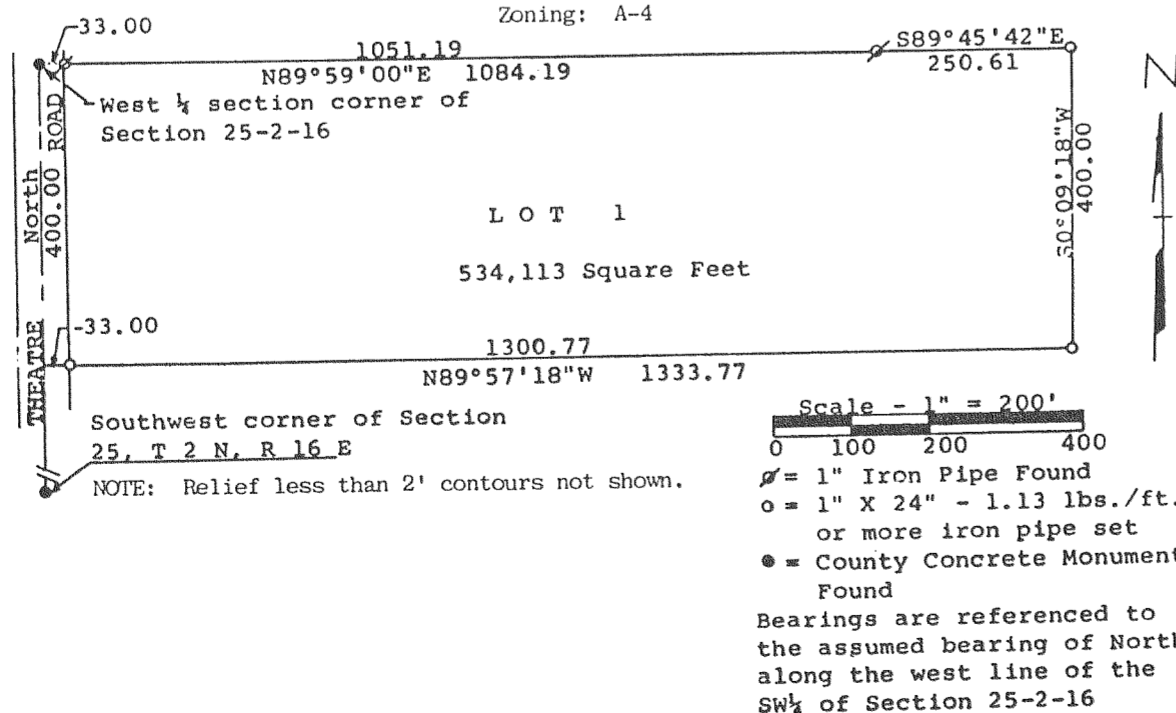 Zoning: A-4
-33.00
1051.19
S89°45'42"E
N89°59'00"E 1084.19
250.61
West ¼ section corner of
Section 25-2-16
THEATRE - North ROAD
400.00
S0°09'18"W
400.00
N
LOT 1
534,113 Square Feet
-33.00
1300.77
N89°57'18"W 1333.77
Southwest corner of Section
25, T 2 N, R 16 E
NOTE: Relief less than 2' contours not shown.
Scale - 1" = 200'
0 100 200 400
ø = 1" Iron Pipe Found
o = 1" X 24" - 1.13 lbs./ft.
or more iron pipe set
● = County Concrete Monument
Found
Bearings are referenced to
the assumed bearing of North
along the west line of the
SW¼ of Section 25-2-16